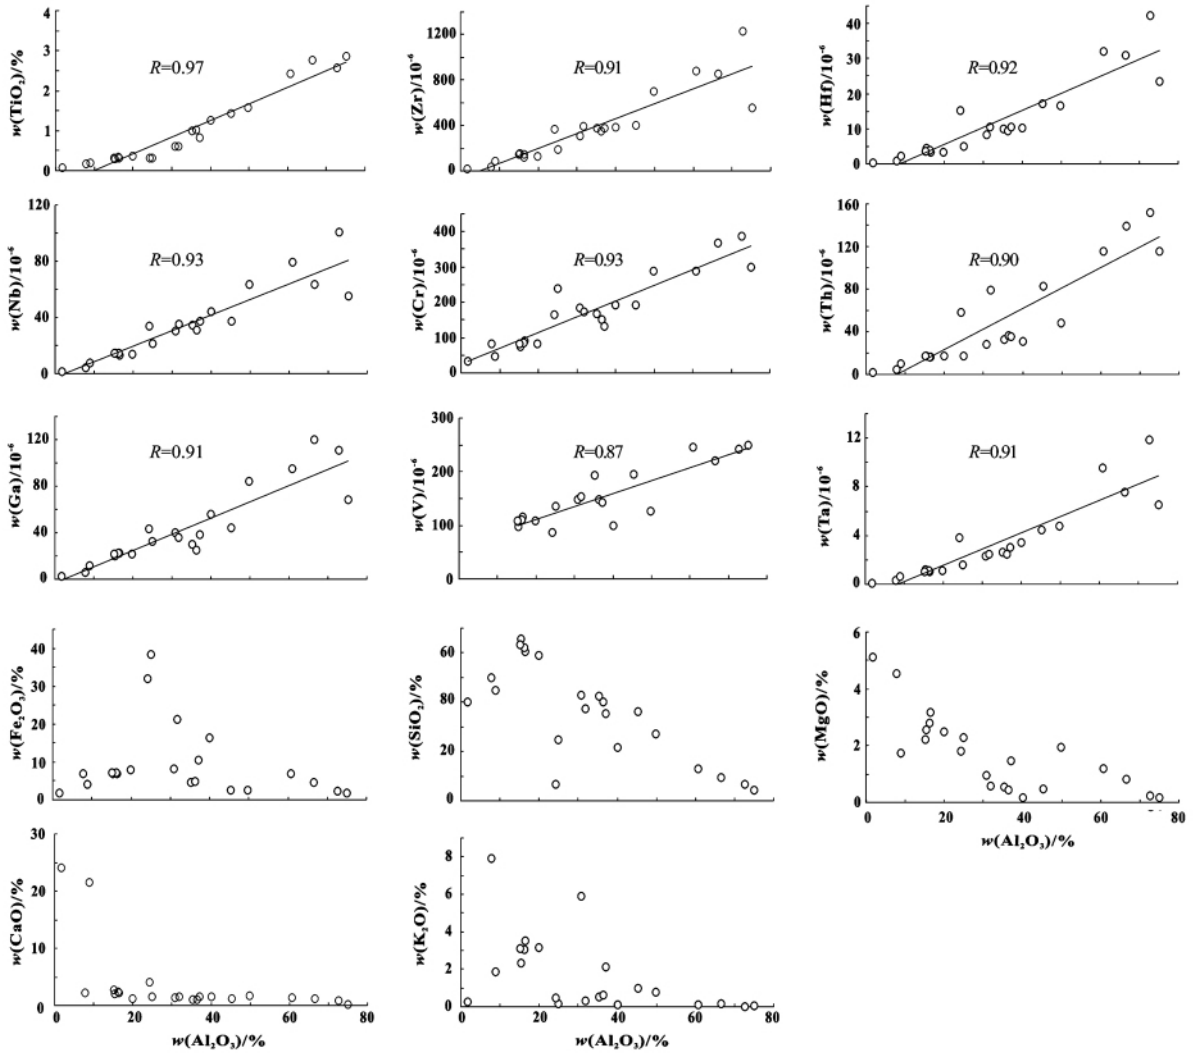 w(TiO₂)/%
4
3
2
1
0
R=0.97
w(Zr)/10⁻⁶
1200
800
400
0
R=0.91
w(Hf)/10⁻⁶
40
30
20
10
0
R=0.92
w(Nb)/10⁻⁶
120
80
40
0
R=0.93
w(Cr)/10⁻⁶
400
300
200
100
0
R=0.93
w(Th)/10⁻⁶
160
120
80
40
0
R=0.90
w(Ga)/10⁻⁶
120
80
40
0
R=0.91
0 20 40 60 80
w(V)/10⁻⁶
300
200
100
0
R=0.87
w(Ta)/10⁻⁶
12
8
4
0
R=0.91
w(Fe₂O₃)/%
40
30
20
10
0
w(SiO₂)/%
60
80
20
0
w(MgO)/%
6
4
2
0
0 20 40 60 80
w(Al₂O₃)/%
w(CaO)/%
30
20
10
0
0 20 40 60 80
w(Al₂O₃)/%
w(K₂O)/%
8
6
4
2
0
0 20 40 60 80
w(Al₂O₃)/%